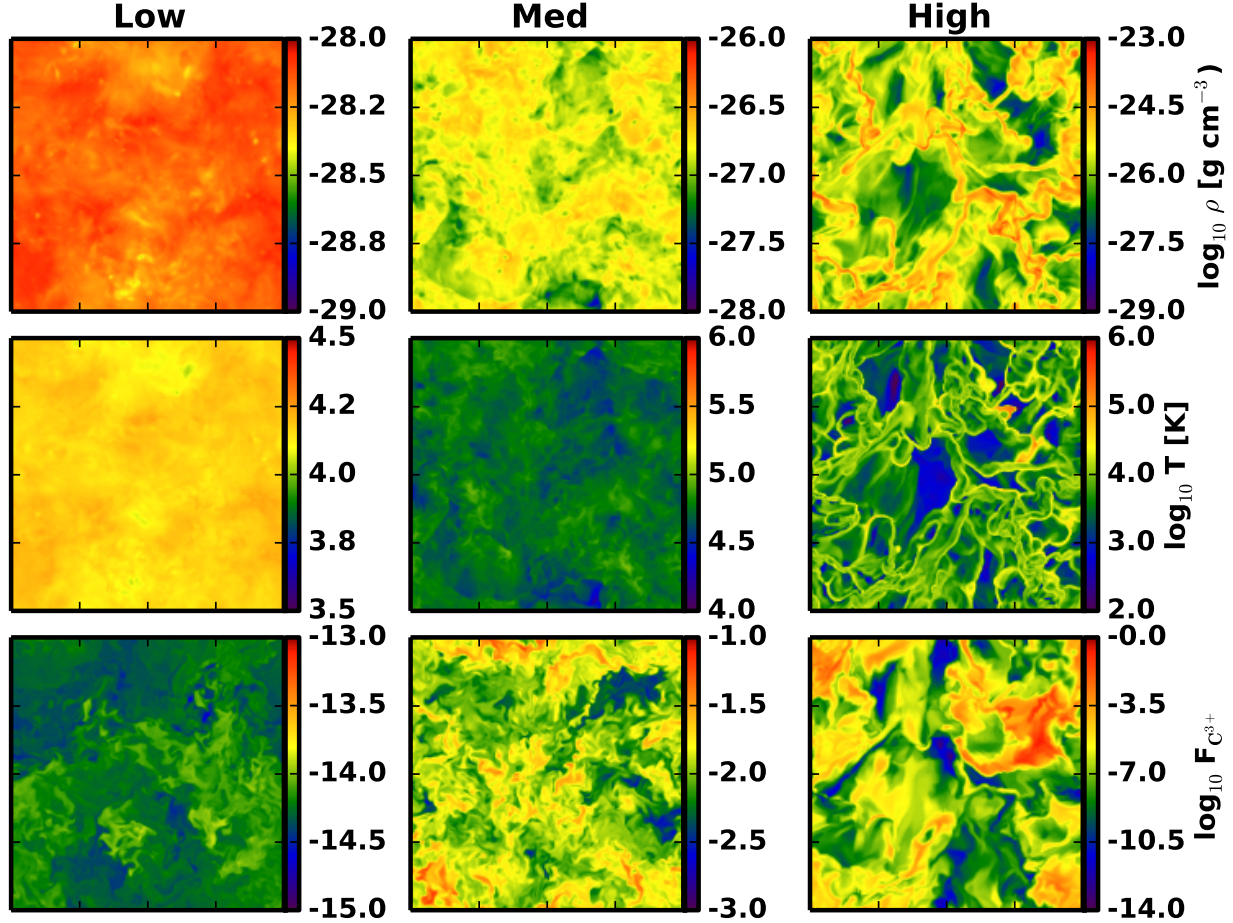 Low Med High
-28.0 -26.0 -23.0
-28.2 -26.5 -24.5
-28.5 -27.0 -26.0
-28.8 -27.5 -27.5
-29.0 -28.0 -29.0
log₁₀ ρ [g cm⁻³)
4.5 6.0 6.0
4.2 5.5 5.0
4.0 5.0 4.0
3.8 4.5 3.0
3.5 4.0 2.0
log₁₀ T [K]
-13.0 -1.0 -0.0
-13.5 -1.5 -3.5
-14.0 -2.0 -7.0
-14.5 -2.5 -10.5
-15.0 -3.0 -14.0
log₁₀ F_C³⁺